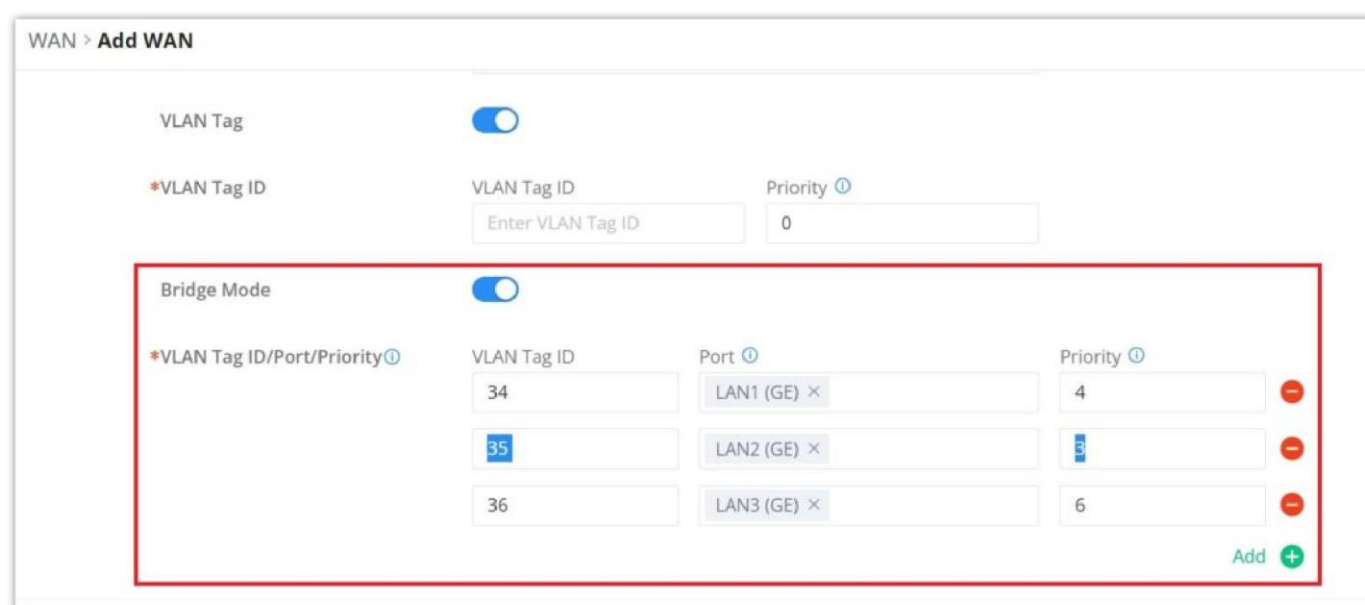 WAN > Add WAN
VLAN Tag
*VLAN Tag ID VLAN Tag ID Priority
Enter VLAN Tag ID 0
Bridge Mode
*VLAN Tag ID/Port/Priority VLAN Tag ID Port Priority
34 LAN1 (GE) × 4
35 LAN2 (GE) × 3
36 LAN3 (GE) × 6
Add